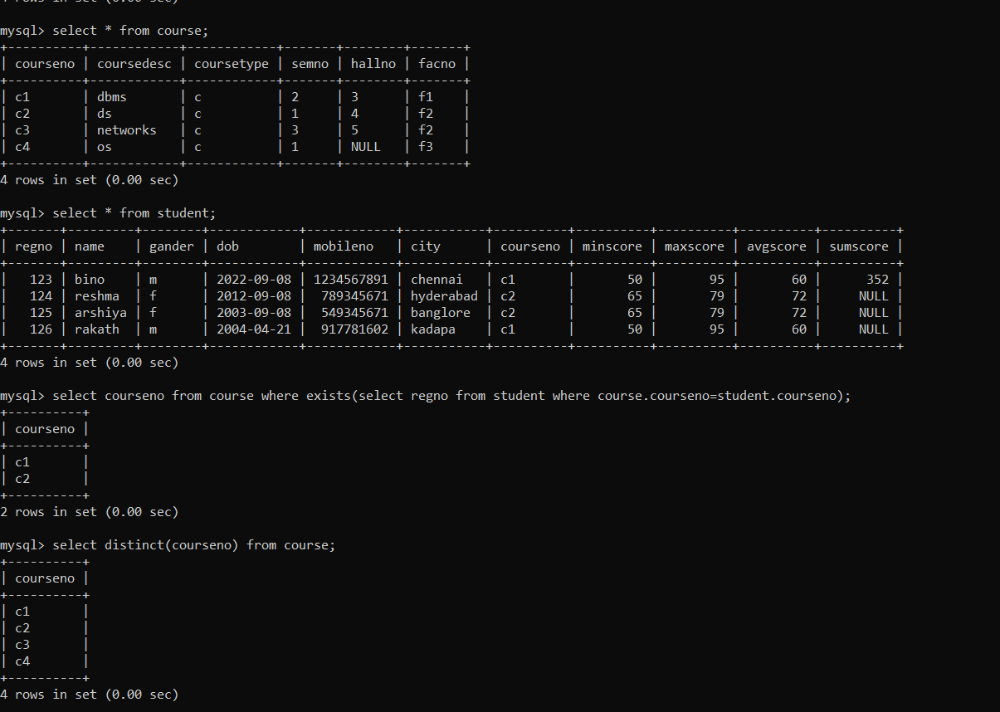 4 rows in set (0.00 sec)
mysql> select * from course;
+----------+------------+------------+-------+--------+-------+
| courseno | coursedesc | coursetype | semno | hallno | facno |
+----------+------------+------------+-------+--------+-------+
| c1       | dbms       | c          | 2     | 3      | f1    |
| c2       | ds         | c          | 1     | 4      | f2    |
| c3       | networks   | c          | 3     | 5      | f2    |
| c4       | os         | c          | 1     | NULL   | f3    |
+----------+------------+------------+-------+--------+-------+
4 rows in set (0.00 sec)
mysql> select * from student;
+-------+---------+--------+------------+------------+-----------+----------+----------+----------+----------+----------+
| regno | name    | gander | dob        | mobileno   | city      | courseno | minscore | maxscore | avgscore | sumscore |
+-------+---------+--------+------------+------------+-----------+----------+----------+----------+----------+----------+
|   123 | bino    | m      | 2022-09-08 | 1234567891 | chennai   | c1       |       50 |       95 |       60 |      352 |
|   124 | reshma  | f      | 2012-09-08 |  789345671 | hyderabad | c2       |       65 |       79 |       72 |     NULL |
|   125 | arshiya | f      | 2003-09-08 |  549345671 | banglore  | c2       |       65 |       79 |       72 |     NULL |
|   126 | rakath  | m      | 2004-04-21 |  917781602 | kadapa    | c1       |       50 |       95 |       60 |     NULL |
+-------+---------+--------+------------+------------+-----------+----------+----------+----------+----------+----------+
4 rows in set (0.00 sec)
mysql> select courseno from course where exists(select regno from student where course.courseno=student.courseno);
+----------+
| courseno |
+----------+
| c1       |
| c2       |
+----------+
2 rows in set (0.00 sec)
mysql> select distinct(courseno) from course;
+----------+
| courseno |
+----------+
| c1       |
| c2       |
| c3       |
| c4       |
+----------+
4 rows in set (0.00 sec)